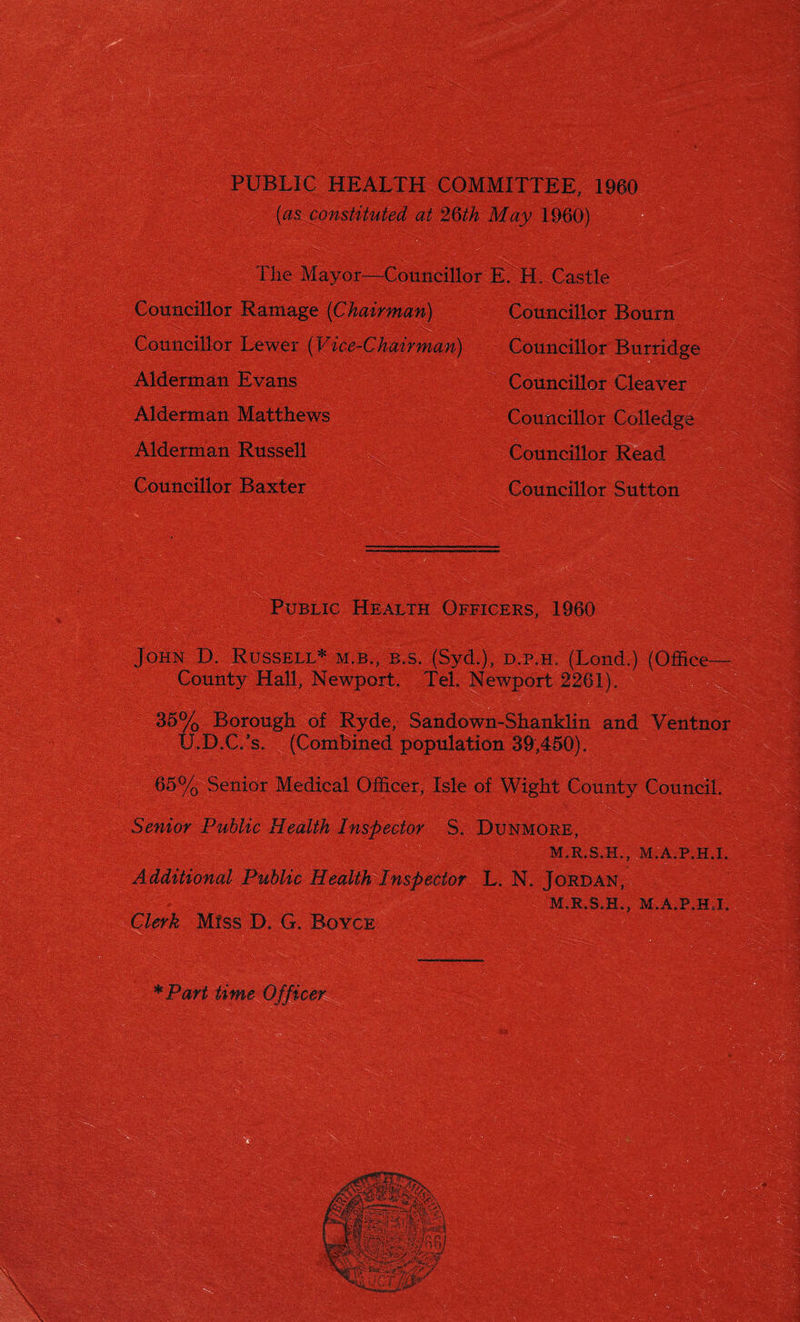 PUBLIC HEALTH COMMITTEE, 1960
(as constituted at 26th May 1960)
The Mayor—Councillor E. H. Castle
Councillor Ramage (Chairman)
Councillor Lewer (Vice-Chairman)
Alderman Evans
Alderman Matthews
Alderman Russell
Councillor Baxter
Councillor Bourn
Councillor Burridge
Councillor Cleaver
Councillor Colledge
Councillor Read
Councillor Sutton
PUBLIC HEALTH OFFICERS, 1960
JOHN D. RUSSELL* M.B., B.S. (Syd.), D.P.H. (Lond.) (Office—
County Hall, Newport. Tel. Newport 2261).
35% Borough of Ryde, Sandown-Shanklin and Ventnor
U.D.C.'s. (Combined population 39,450).
65% Senior Medical Officer, Isle of Wight County Council.
Senior Public Health Inspector S. DUNMORE,
M.R.S.H., M.A.P.H.I.
Additional Public Health Inspector L. N. JORDAN,
M.R.S.H., M.A.P.H.I.
Clerk Miss D. G. BOYCE
*Part time Officer